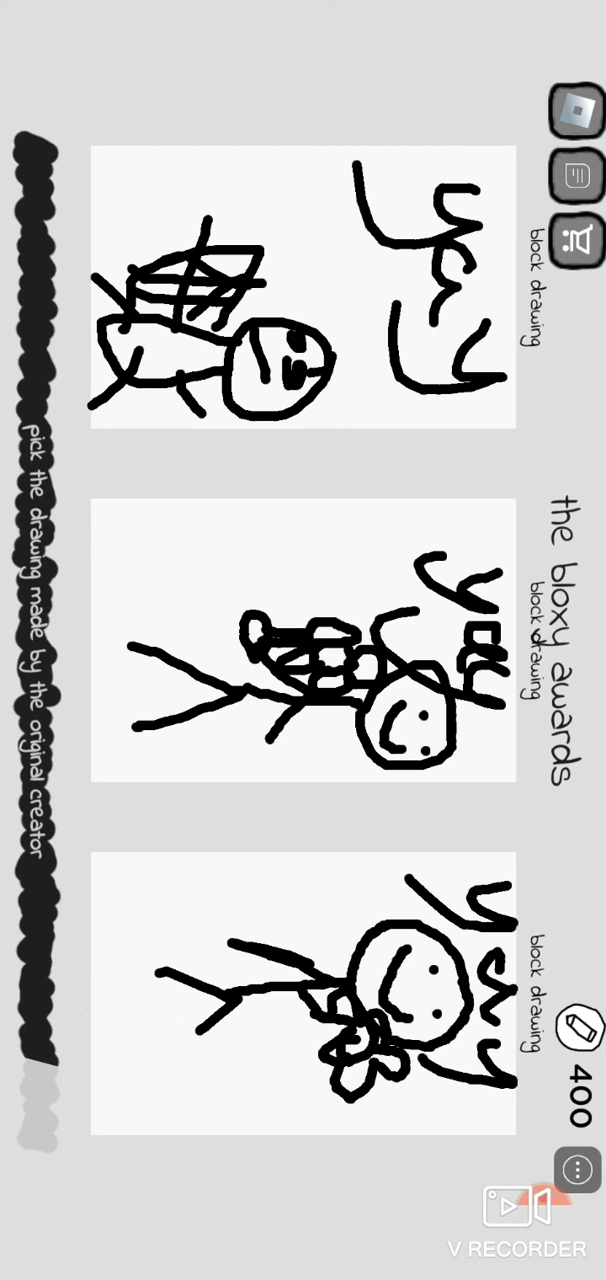 400
the bloxy awards
block drawing
block drawing
block drawing
yay
yay
yay
pick the drawing made by the original creator
V RECORDER